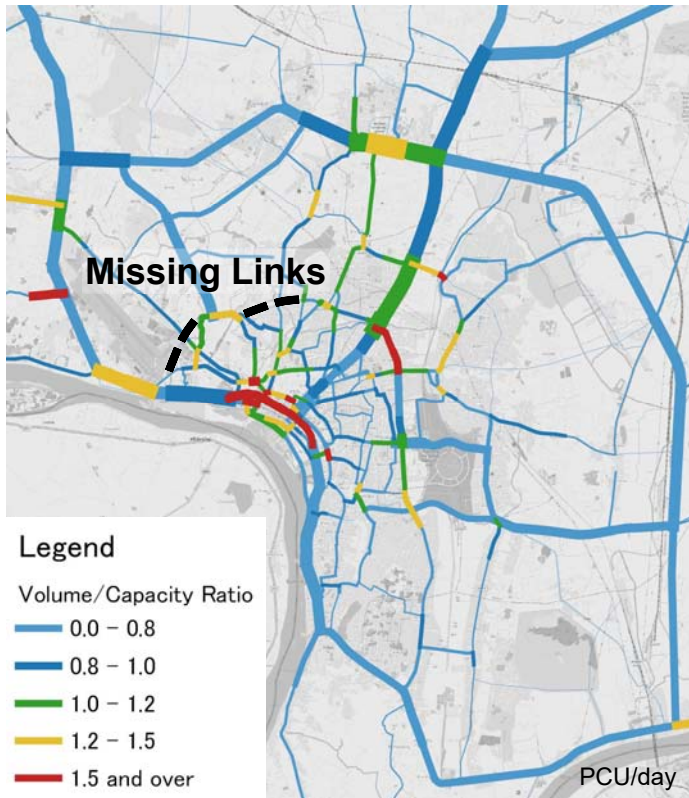 Missing Links
Legend
Volume/Capacity Ratio
0.0 – 0.8
0.8 – 1.0
1.0 – 1.2
1.2 – 1.5
1.5 and over
PCU/day